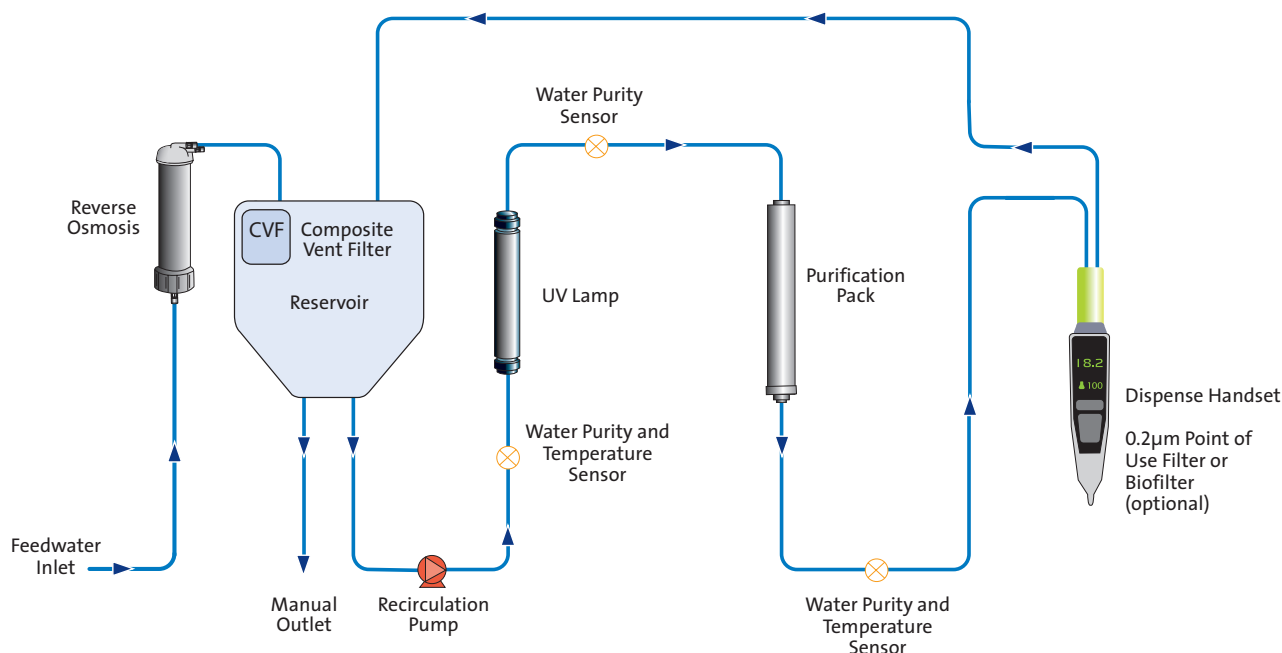 Water Purity
Sensor
Reverse
Osmosis
CVF
Composite
Vent Filter
Reservoir
UV Lamp
Purification
Pack
18.2
100
Dispense Handset
0.2µm Point of
Use Filter or
Biofilter
(optional)
Water Purity and
Temperature
Sensor
Feedwater
Inlet
Manual
Outlet
Recirculation
Pump
Water Purity and
Temperature
Sensor